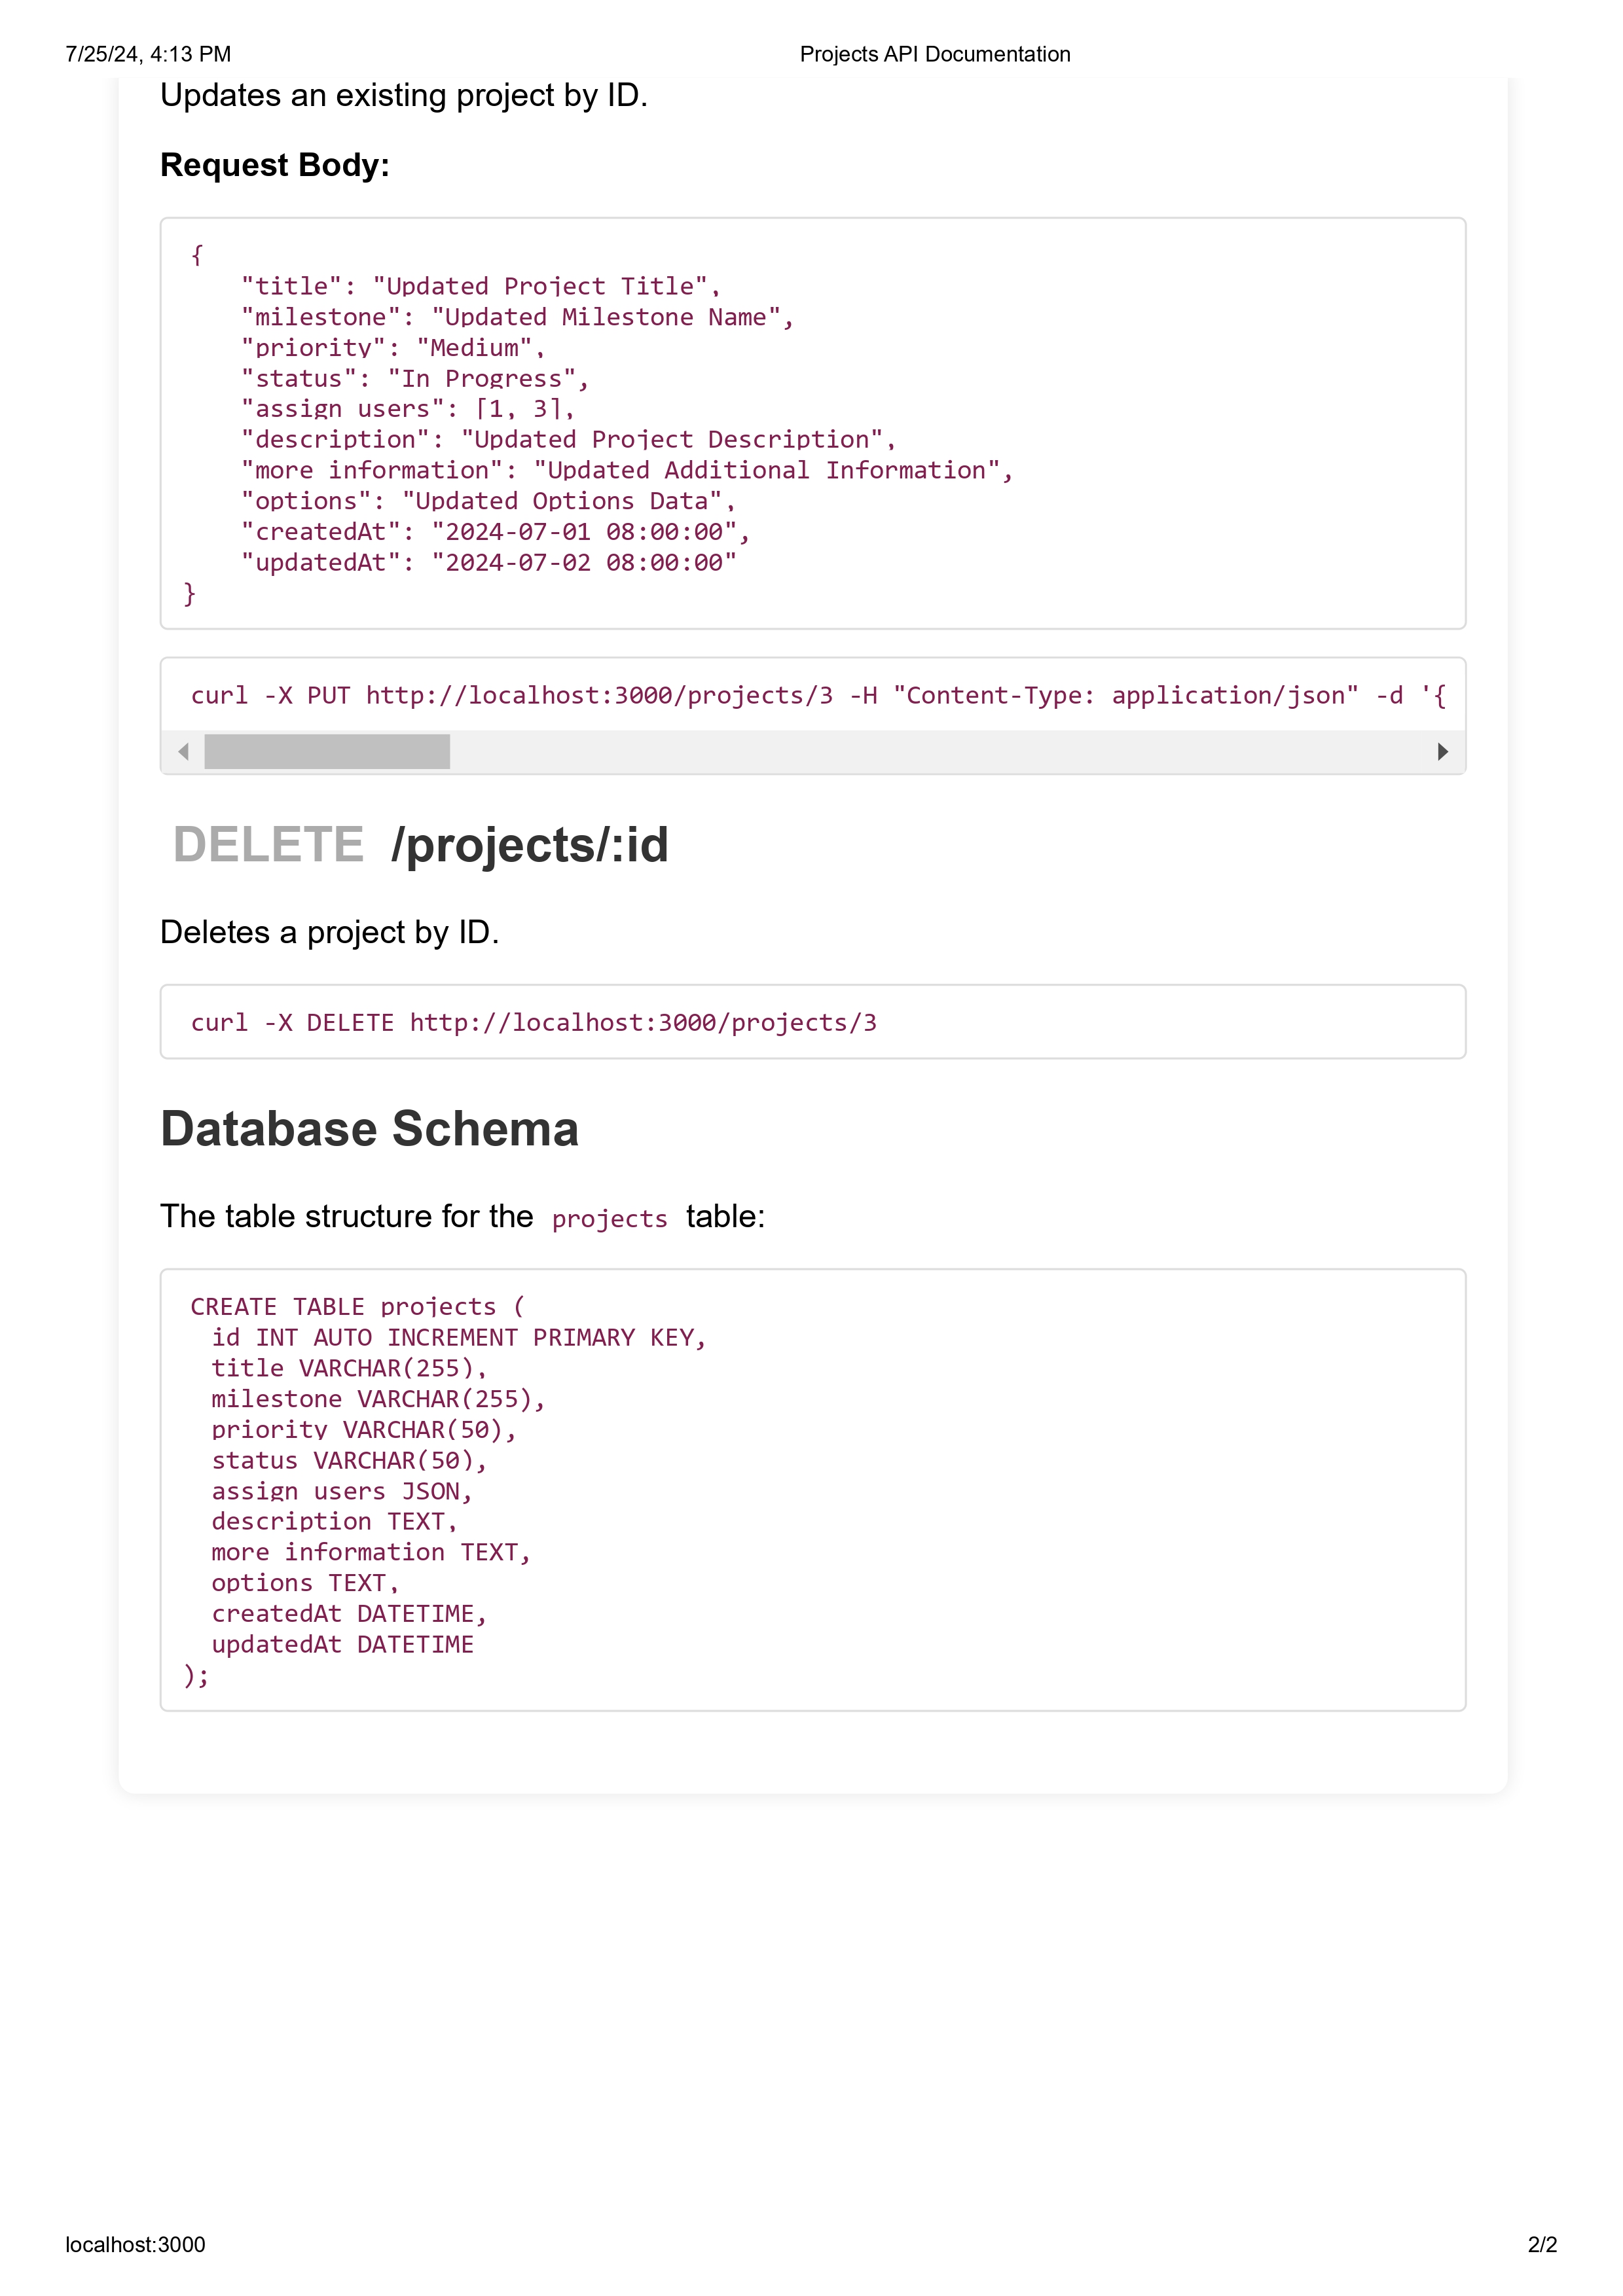 7/25/24, 4:13 PM
Projects API Documentation
Updates an existing project by ID.
Request Body:
{
    "title": "Updated Project Title",
    "milestone": "Updated Milestone Name",
    "priority": "Medium",
    "status": "In Progress",
    "assign users": [1, 3],
    "description": "Updated Project Description",
    "more information": "Updated Additional Information",
    "options": "Updated Options Data",
    "createdAt": "2024-07-01 08:00:00",
    "updatedAt": "2024-07-02 08:00:00"
}
curl -X PUT http://localhost:3000/projects/3 -H "Content-Type: application/json" -d '{
DELETE /projects/:id
Deletes a project by ID.
curl -X DELETE http://localhost:3000/projects/3
Database Schema
The table structure for the projects table:
CREATE TABLE projects (
  id INT AUTO INCREMENT PRIMARY KEY,
  title VARCHAR(255),
  milestone VARCHAR(255),
  priority VARCHAR(50),
  status VARCHAR(50),
  assign users JSON,
  description TEXT,
  more information TEXT,
  options TEXT,
  createdAt DATETIME,
  updatedAt DATETIME
);
localhost:3000
2/2